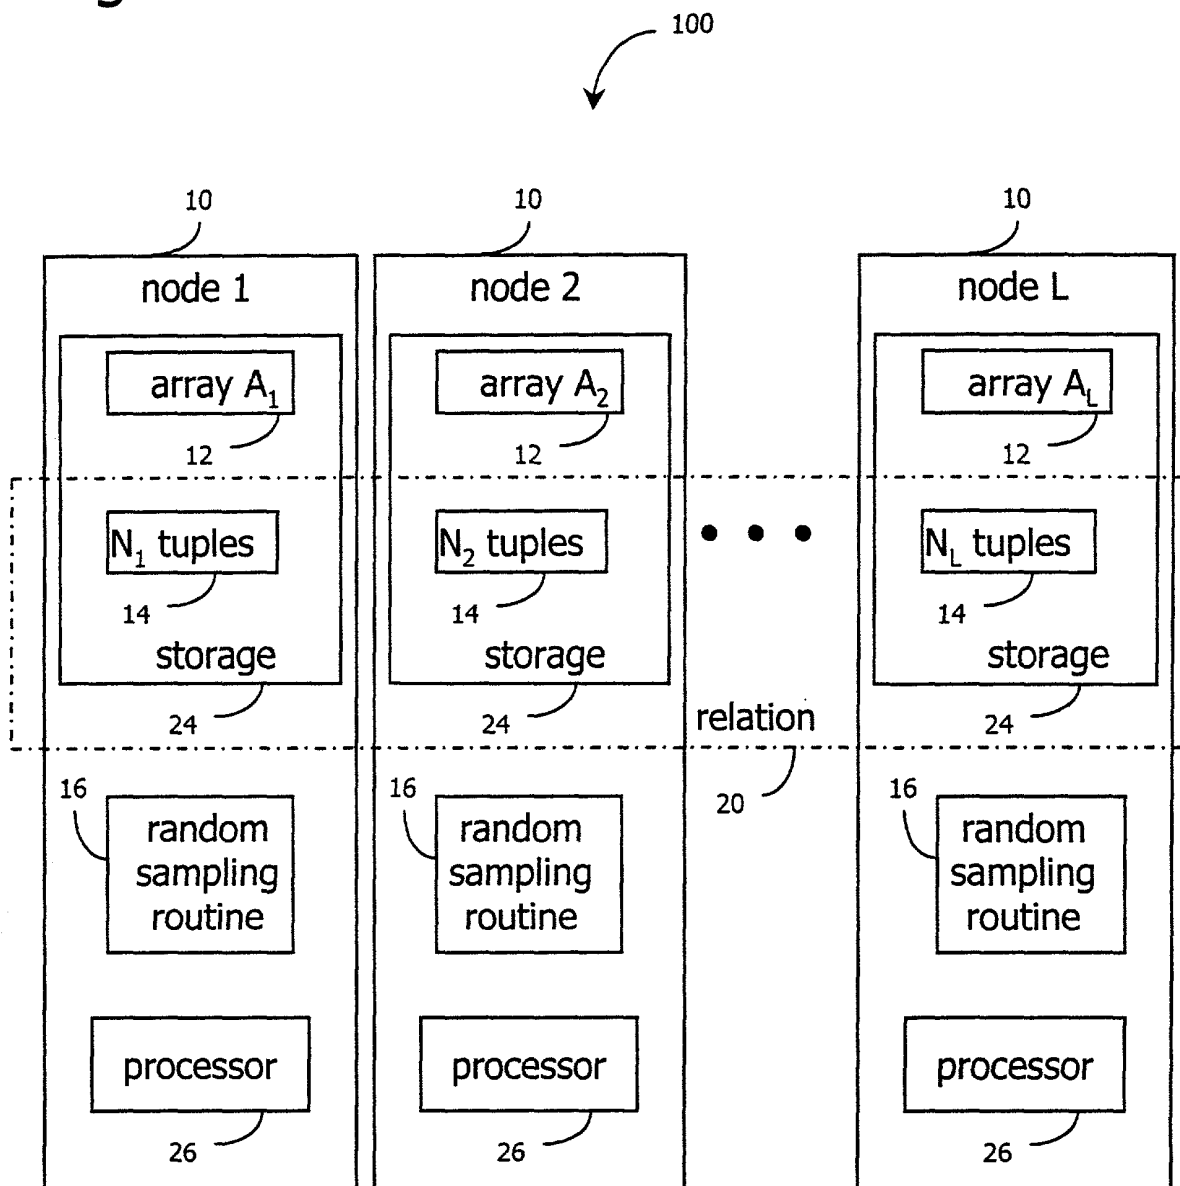 100
10 10 10
node 1 node 2 node L
array A₁ array A₂ array A_L
12 12 12
N₁ tuples N₂ tuples N_L tuples
14 14 14
storage storage storage
24 24 24
relation
20
16 16 16
random random random
sampling sampling sampling
routine routine routine
processor processor processor
26 26 26